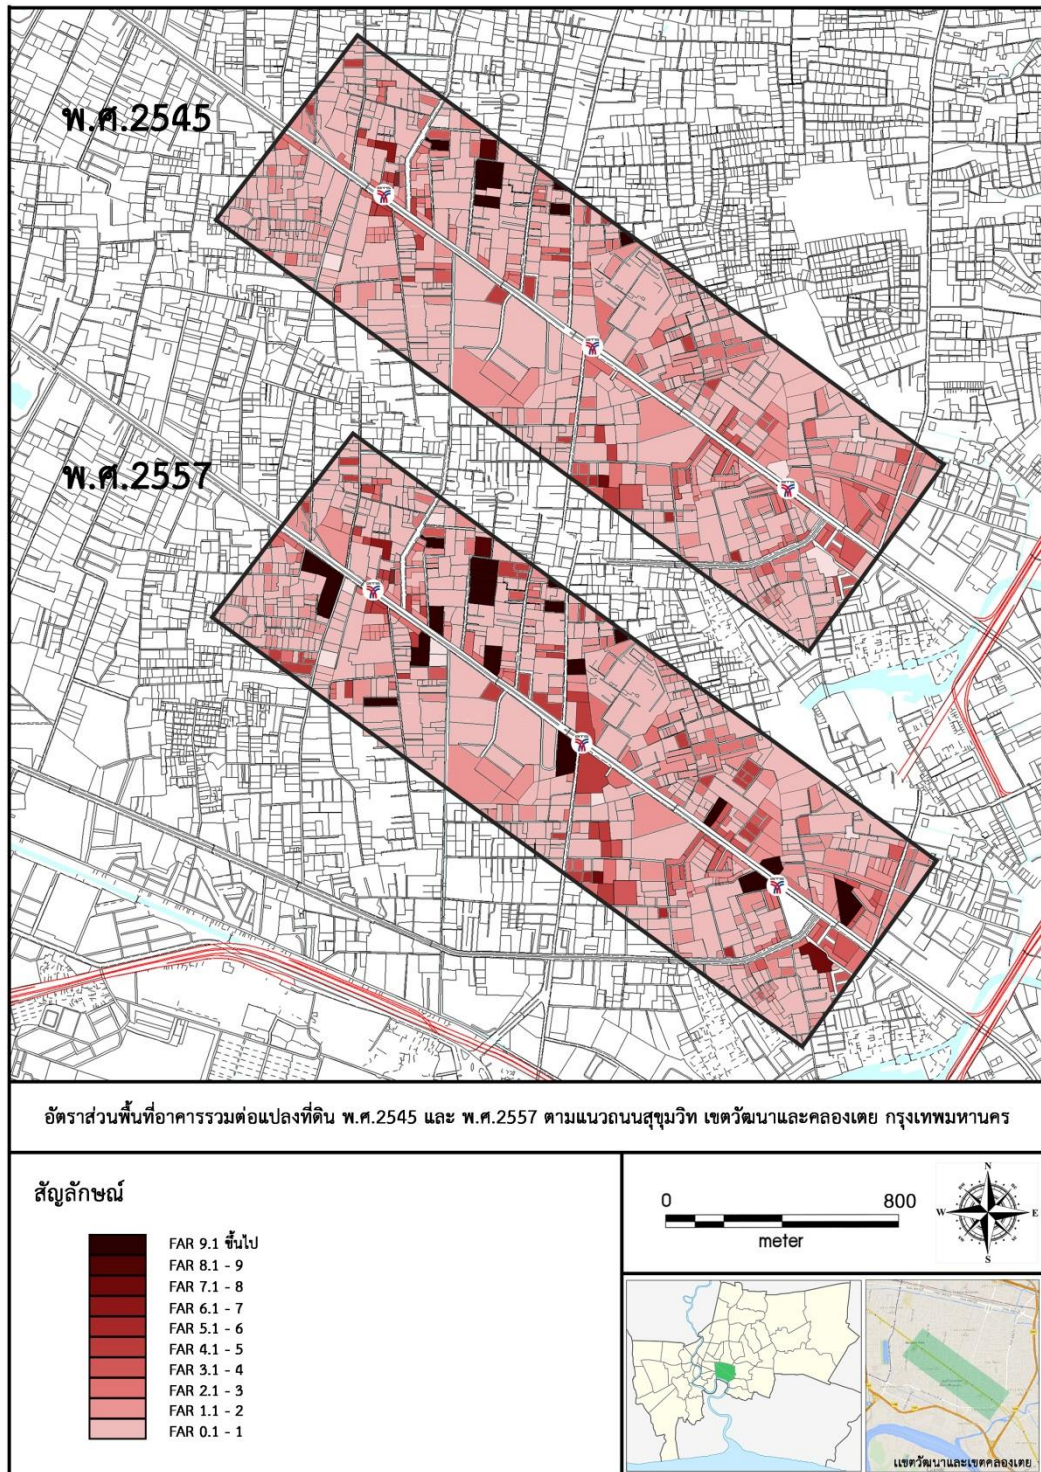 พ.ศ.2545
พ.ศ.2557
อัตราส่วนพื้นที่อาคารรวมต่อแปลงที่ดิน พ.ศ.2545 และ พ.ศ.2557 ตามแนวถนนสุขุมวิท เขตวัฒนาและคลองเตย กรุงเทพมหานคร
สัญลักษณ์
FAR 9.1 ขึ้นไป
FAR 8.1 - 9
FAR 7.1 - 8
FAR 6.1 - 7
FAR 5.1 - 6
FAR 4.1 - 5
FAR 3.1 - 4
FAR 2.1 - 3
FAR 1.1 - 2
FAR 0.1 - 1
0 800
meter
N
W E
S
เขตวัฒนาและเขตคลองเตย